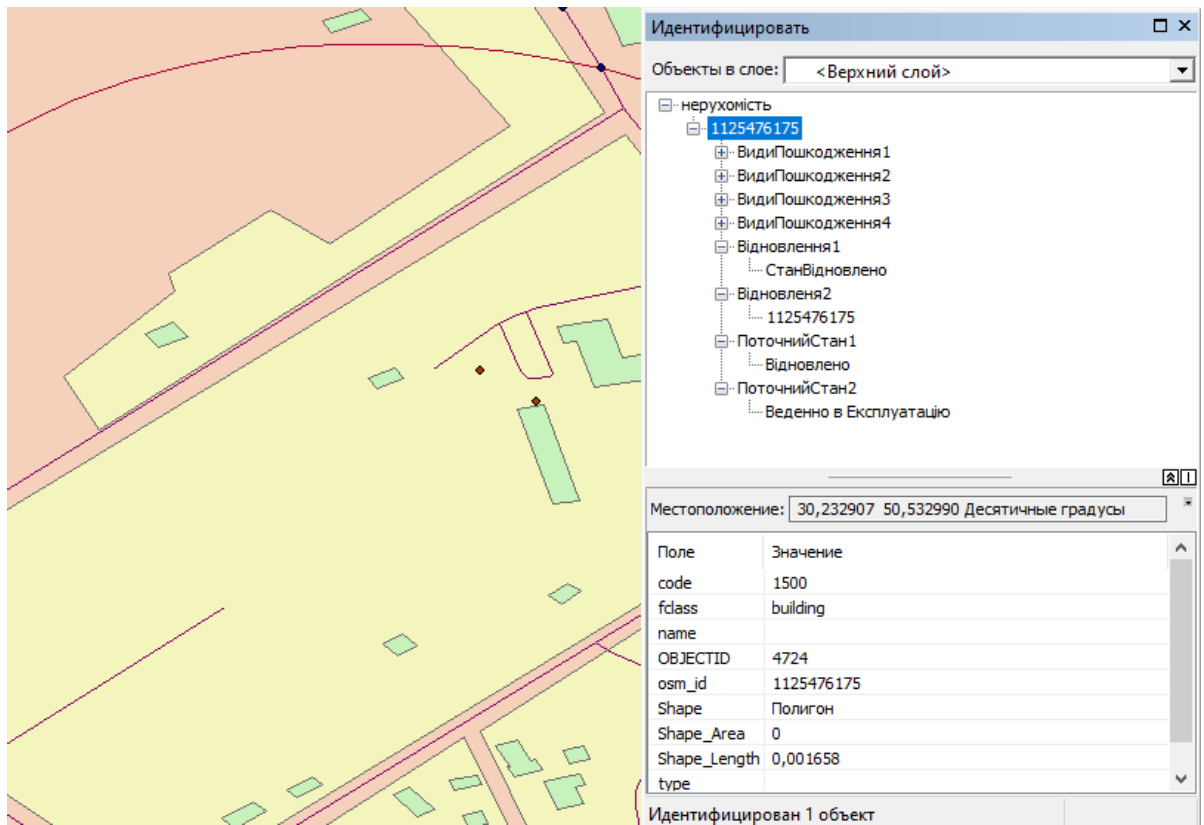 Идентифицировать
Объекты в слое: <Верхний слой>
нерухомість
1125476175
ВидиПошкодження1
ВидиПошкодження2
ВидиПошкодження3
ВидиПошкодження4
Відновлення1
СтанВідновлено
Відновленя2
1125476175
ПоточнийСтан1
Відновлено
ПоточнийСтан2
Веденно в Експлуатацію
Местоположение: 30,232907 50,532990 Десятичные градусы
Поле Значение
code 1500
fclass building
name
OBJECTID 4724
osm_id 1125476175
Shape Полигон
Shape_Area 0
Shape_Length 0,001658
type
Идентифицирован 1 объект